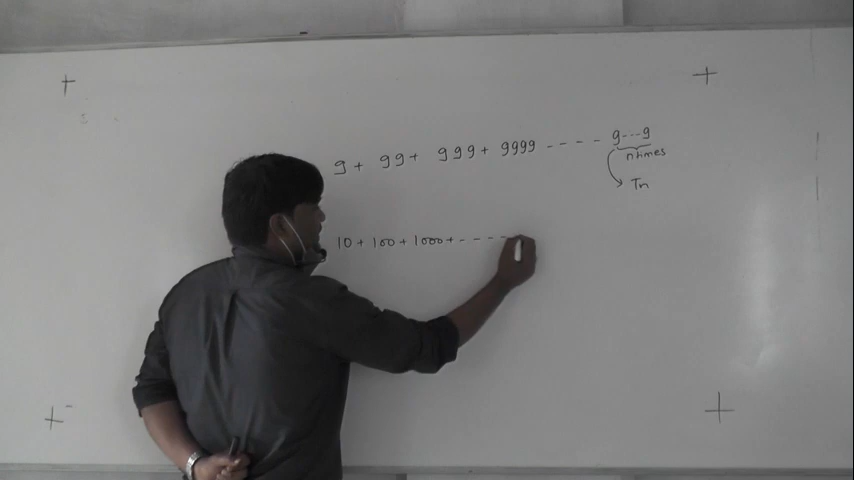 9 + 99 + 999 + 9999 - - - - 9---9
n times
Tn
10 + 100 + 1000 + - - - -